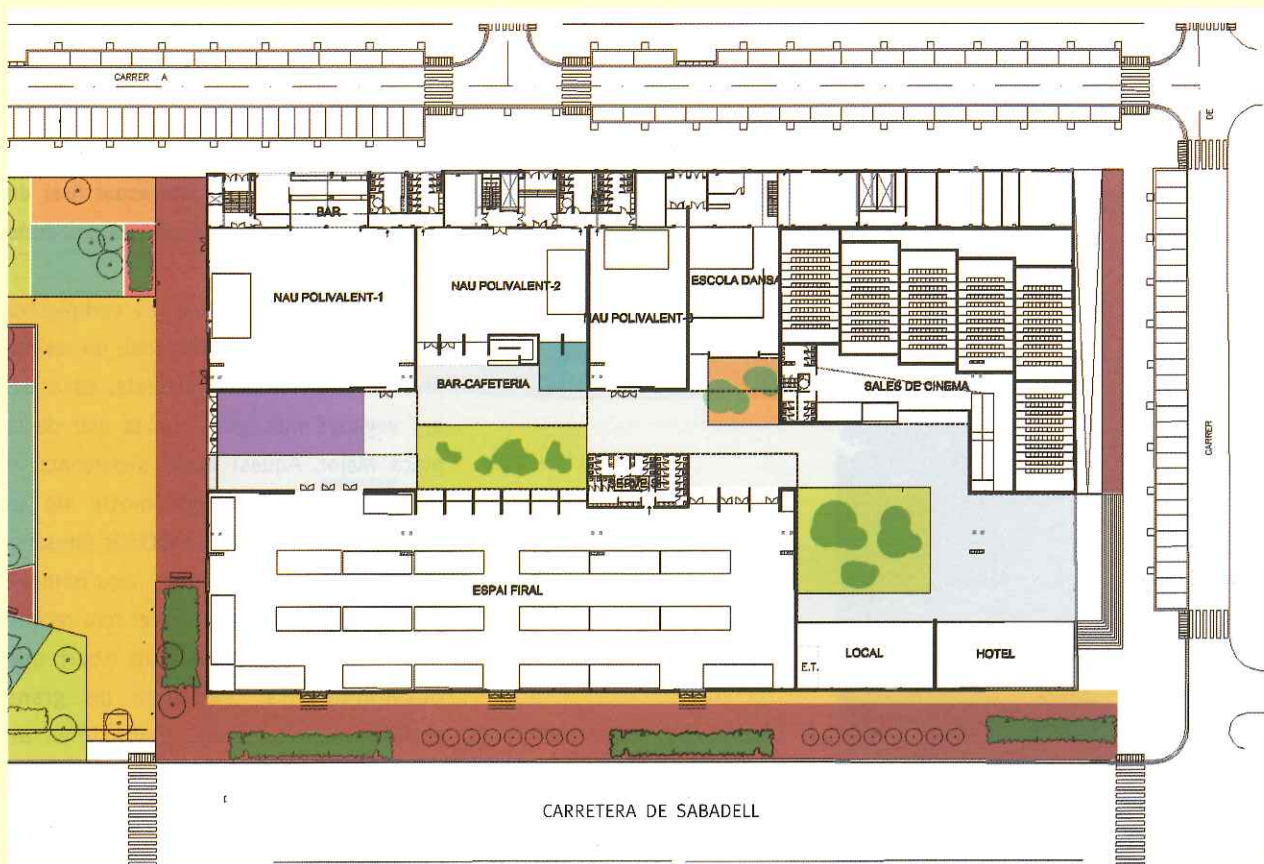 CARRER A
DE
BAR
NAU POLIVALENT-1
NAU POLIVALENT-2
ESCOLA DANSA
NAU POLIVALENT-3
BAR-CAFETERIA
SALES DE CINEMA
CARRER
SERVEIS
ESPAI FIRAL
E.T.
LOCAL
HOTEL
CARRETERA DE SABADELL